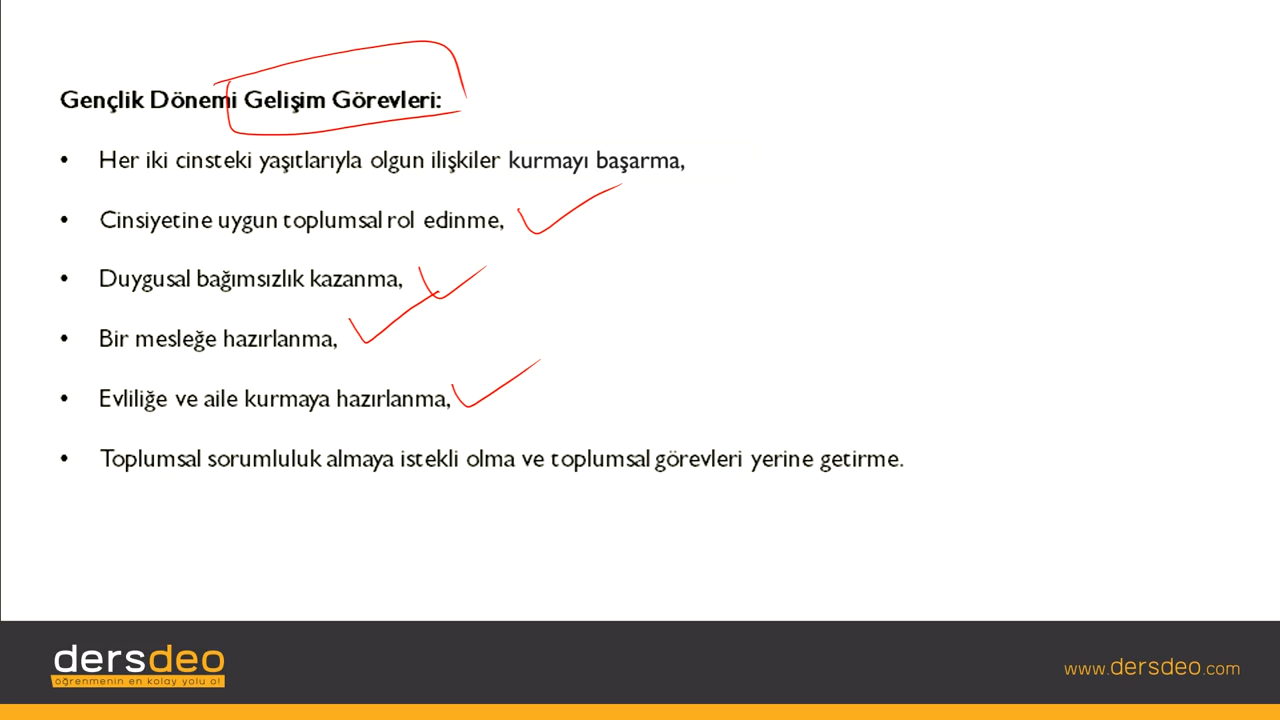 Gençlik Dönemi Gelişim Görevleri:
• Her iki cinsteki yaşıtlarıyla olgun ilişkiler kurmayı başarma,
• Cinsiyetine uygun toplumsal rol edinme,
• Duygusal bağımsızlık kazanma,
• Bir mesleğe hazırlanma,
• Evliliğe ve aile kurmaya hazırlanma,
• Toplumsal sorumluluk almaya istekli olma ve toplumsal görevleri yerine getirme.
dersdeo
öğrenmenin en kolay yolu o!
www.dersdeo.com